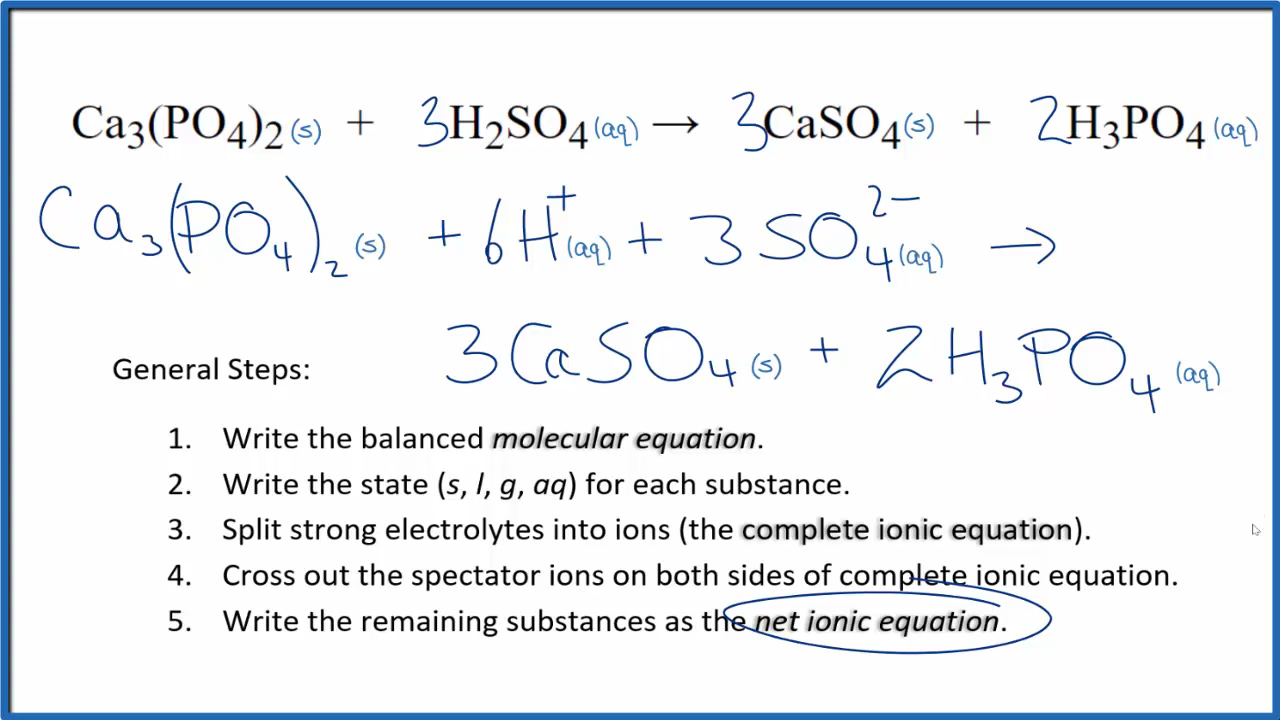 Ca₃(PO₄)₂(s) + 3H₂SO₄(aq) → 3CaSO₄(s) + 2H₃PO₄(aq)
Ca₃(PO₄)₂(s) + 6H⁺(aq) + 3SO₄²⁻(aq) →
3CaSO₄(s) + 2H₃PO₄(aq)
General Steps:
1. Write the balanced molecular equation.
2. Write the state (s, l, g, aq) for each substance.
3. Split strong electrolytes into ions (the complete ionic equation).
4. Cross out the spectator ions on both sides of complete ionic equation.
5. Write the remaining substances as the net ionic equation.